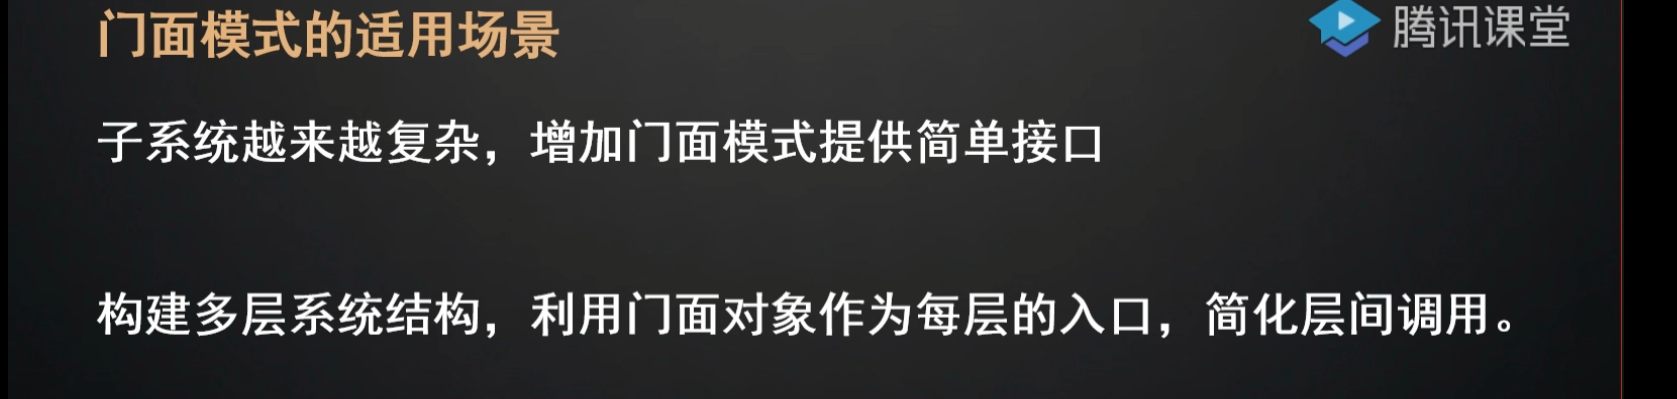 门面模式的适用场景
腾讯课堂
子系统越来越复杂，增加门面模式提供简单接口
构建多层系统结构，利用门面对象作为每层的入口，简化层间调用。